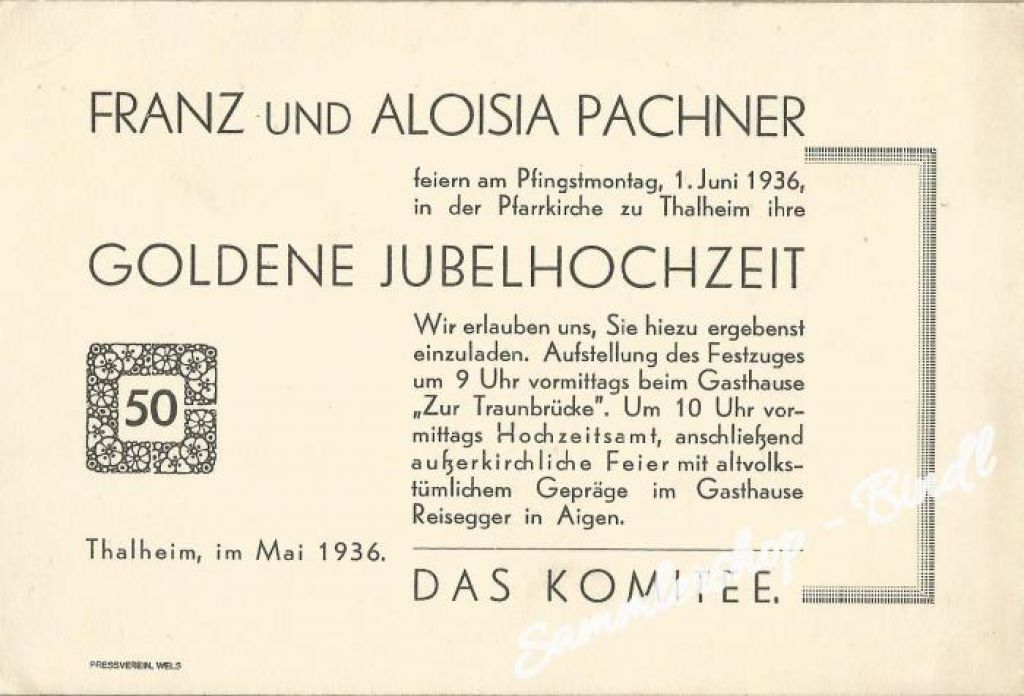 FRANZ UND ALOISIA PACHNER
feiern am Pfingstmontag, 1. Juni 1936,
in der Pfarrkirche zu Thalheim ihre
GOLDENE JUBELHOCHZEIT
Wir erlauben uns, Sie hiezu ergebenst
einzuladen. Aufstellung des Festzuges
um 9 Uhr vormittags beim Gasthause
„Zur Traunbrücke". Um 10 Uhr vor-
mittags Hochzeitsamt, anschließend
außerkirchliche Feier mit altvolks-
tümlichem Gepräge im Gasthause
Reisegger in Aigen.
50
Thalheim, im Mai 1936.
DAS KOMITEE.
PRESSVEREIN, WELS
Sammlershop - Bindl